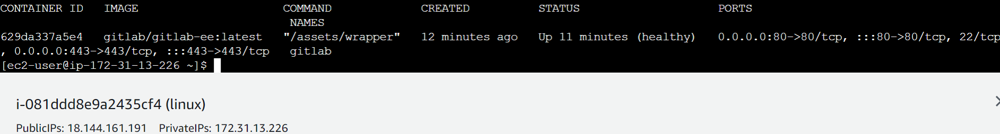 CONTAINER ID   IMAGE                     COMMAND             CREATED          STATUS                    PORTS
NAMES
629da337a5e4   gitlab/gitlab-ee:latest   "/assets/wrapper"   12 minutes ago   Up 11 minutes (healthy)   0.0.0.0:80->80/tcp, :::80->80/tcp, 22/tcp
, 0.0.0.0:443->443/tcp, :::443->443/tcp   gitlab
[ec2-user@ip-172-31-13-226 ~]$
i-081ddd8e9a2435cf4 (linux)
PublicIPs: 18.144.161.191    PrivateIPs: 172.31.13.226